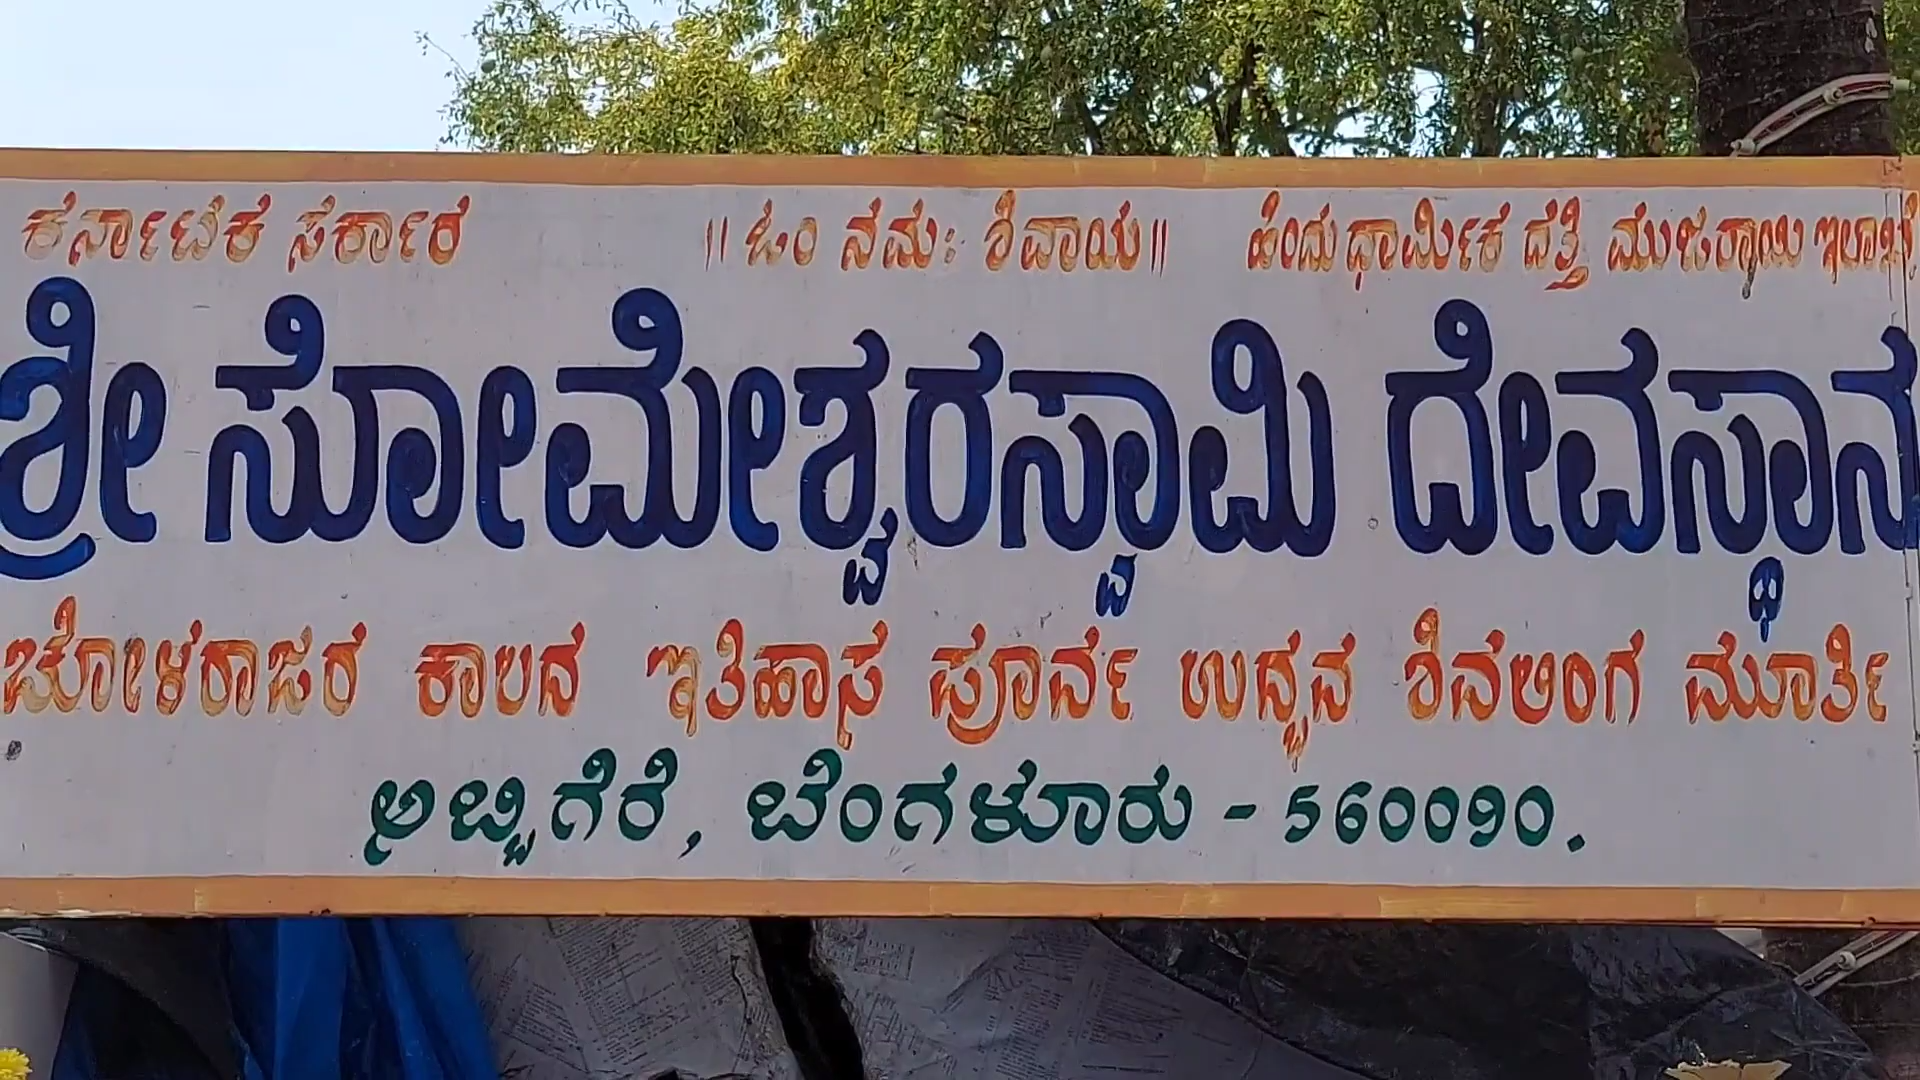 ಕರ್ನಾಟಕ ಸರ್ಕಾರ ॥ ಓಂ ನಮಃ ಶಿವಾಯ॥ ಹಿಂದು ಧಾರ್ಮಿಕ ದತ್ತಿ ಮುಜರಾಯಿ ಇಲಾಖೆ
ಶ್ರೀ ಸೋಮೇಶ್ವರಸ್ವಾಮಿ ದೇವಸ್ಥಾನ
ಚೋಳರಾಜರ ಕಾಲದ ಇತಿಹಾಸ ಪೂರ್ವ ಉದ್ಭವ ಶಿವಲಿಂಗ ಮೂರ್ತಿ
ಅಬ್ಬಿಗೆರೆ, ಬೆಂಗಳೂರು - 560090.